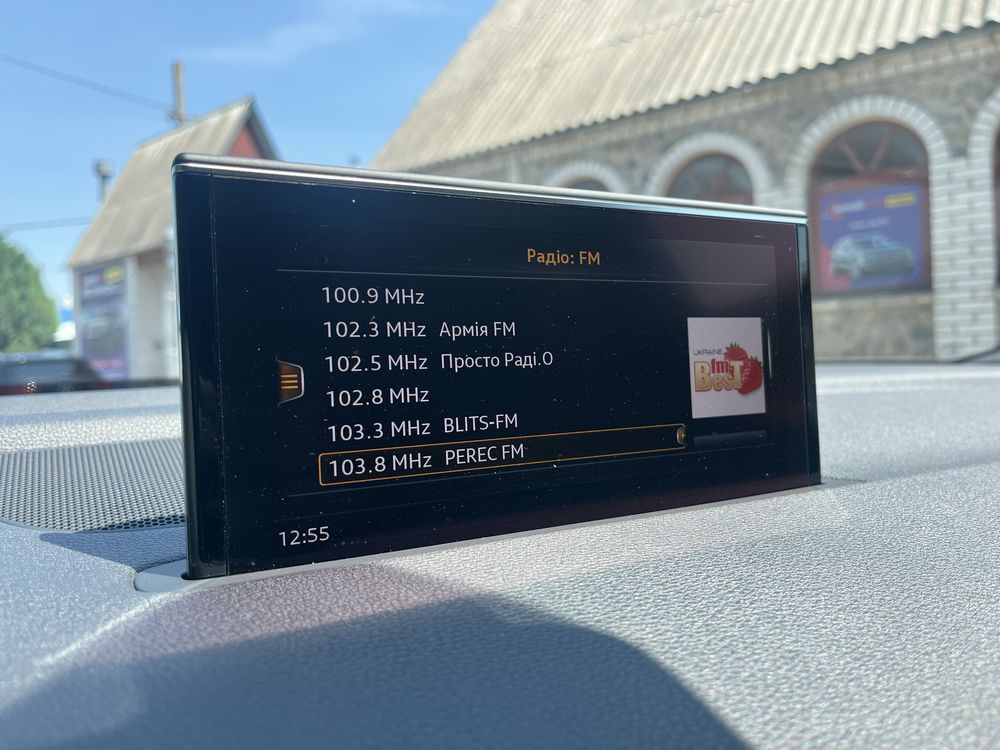 Радіо: FM
100.9 MHz
102.3 MHz Армія FM
102.5 MHz Просто Раді.О
102.8 MHz
103.3 MHz BLITS-FM
103.8 MHz PEREC FM
UKRAINE
fm
BesT
12:55